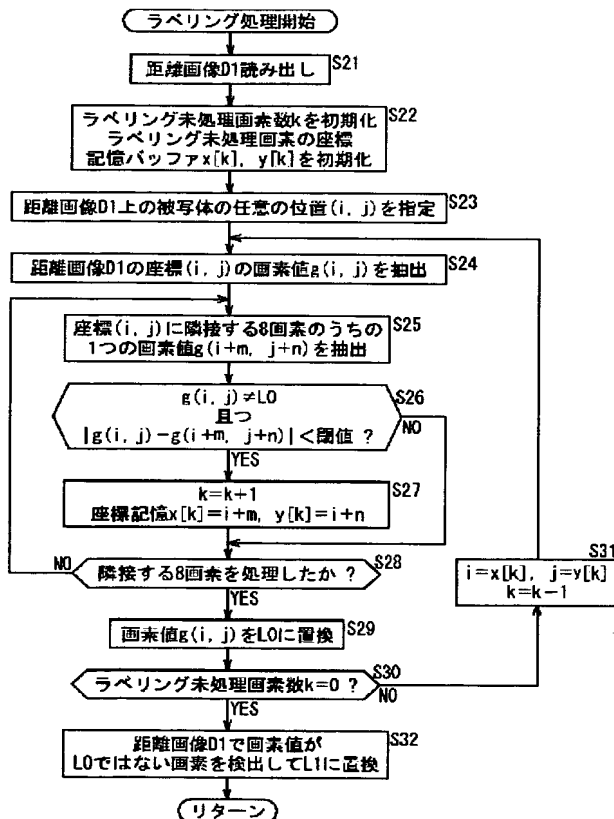 ラベリング処理開始
距離画像D1読み出し
S21
ラベリング未処理画素数kを初期化
ラベリング未処理画素の座標
記憶バッファx[k], y[k]を初期化
S22
距離画像D1上の被写体の任意の位置(i, j)を指定
S23
距離画像D1の座標(i, j)の画素値g(i, j)を抽出
S24
座標(i, j)に隣接する8画素のうちの
1つの画素値g(i+m, j+n)を抽出
S25
g(i, j)≠L0
且つ
|g(i, j)-g(i+m, j+n)|<閾値 ?
S26
NO
YES
k=k+1
座標記憶x[k]=i+m, y[k]=i+n
S27
隣接する8画素を処理したか ?
S28
NO
YES
画素値g(i, j)をL0に置換
S29
ラベリング未処理画素数k=0 ?
S30
NO
YES
i=x[k], j=y[k]
k=k-1
S31
距離画像D1で画素値が
L0ではない画素を検出してL1に置換
S32
リターン